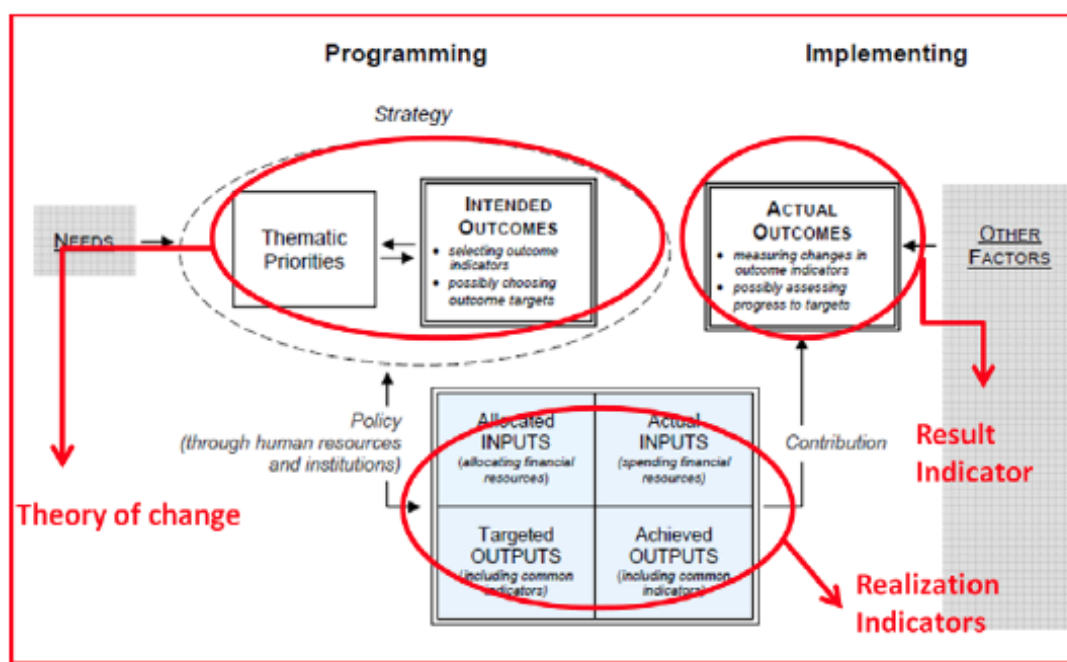 Programming
Implementing
Strategy
NEEDS
Thematic
Priorities
INTENDED
OUTCOMES
• selecting outcome
indicators
• possibly choosing
outcome targets
ACTUAL
OUTCOMES
• measuring changes in
outcome indicators
• possibly assessing
progress to targets
OTHER
FACTORS
Policy
(through human resources
and institutions)
Allocated
INPUTS
(allocating financial
resources)
Actual
INPUTS
(spending financial
resources)
Contribution
Targeted
OUTPUTS
(including common
indicators)
Achieved
OUTPUTS
(including common
indicators)
Theory of change
Result
Indicator
Realization
Indicators